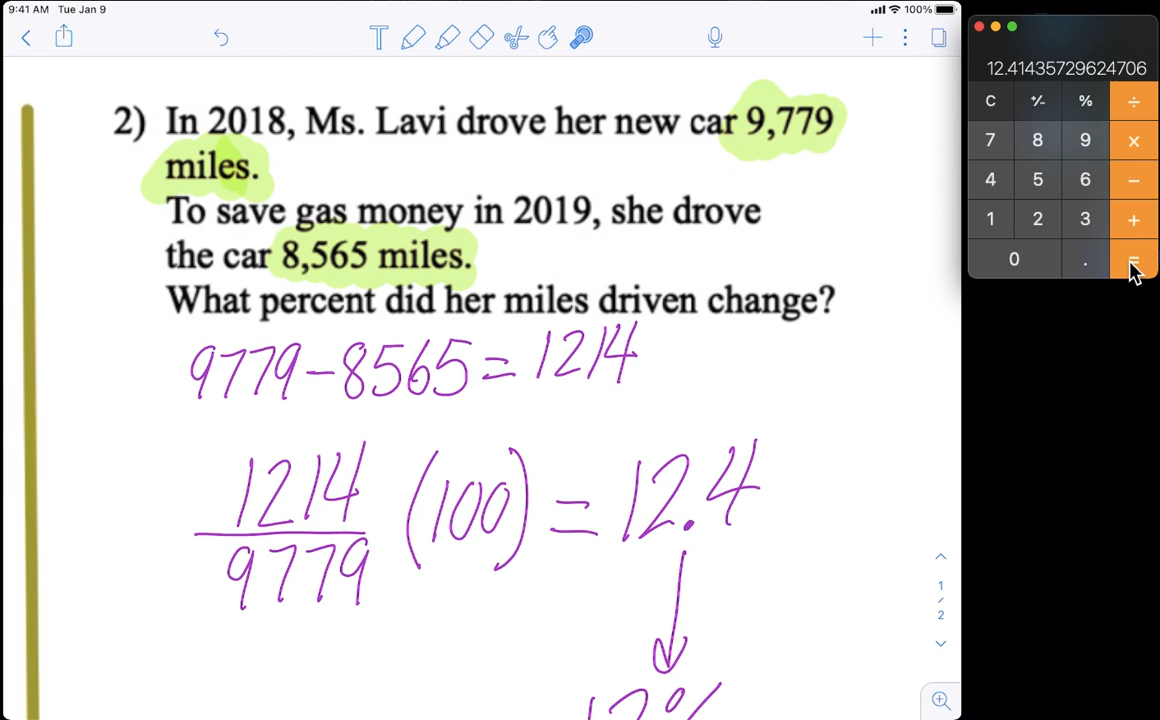 9:41 AM Tue Jan 9
100%
T
12.41435729624706
C ⁺∕₋ % ÷
7 8 9 ×
4 5 6 −
1 2 3 +
0 . =
2) In 2018, Ms. Lavi drove her new car 9,779
miles.
To save gas money in 2019, she drove
the car 8,565 miles.
What percent did her miles driven change?
9779-8565=1214
1214/9779 (100) = 12.4
12%
1/2